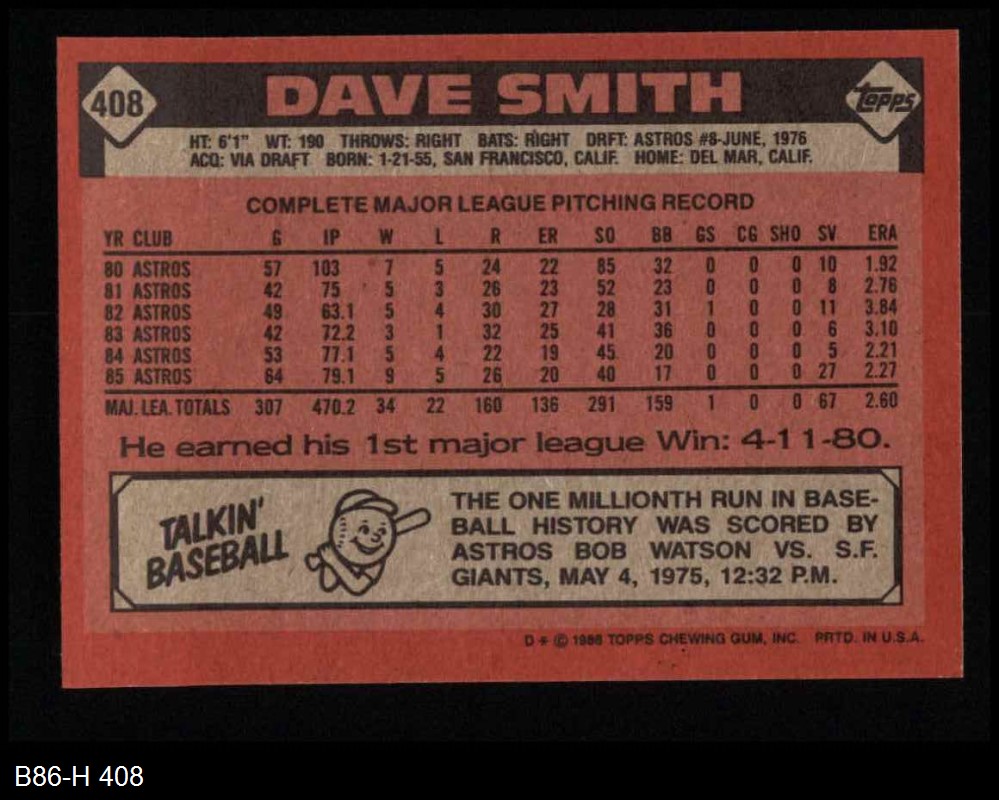 408 DAVE SMITH topps
HT: 6'1" WT: 190 THROWS: RIGHT BATS: RIGHT DRFT: ASTROS #8-JUNE, 1976
ACQ: VIA DRAFT BORN: 1-21-55, SAN FRANCISCO, CALIF. HOME: DEL MAR, CALIF.
COMPLETE MAJOR LEAGUE PITCHING RECORD
YR CLUB G IP W L R ER SO BB GS CG SHO SV ERA
80 ASTROS 57 103 7 5 24 22 85 32 0 0 0 10 1.92
81 ASTROS 42 75 5 3 26 23 52 23 0 0 0 8 2.76
82 ASTROS 49 63.1 5 4 30 27 28 31 1 0 0 11 3.84
83 ASTROS 42 72.2 3 1 32 25 41 36 0 0 0 6 3.10
84 ASTROS 53 77.1 5 4 22 19 45 20 0 0 0 5 2.21
85 ASTROS 64 79.1 9 5 26 20 40 17 0 0 0 27 2.27
MAJ. LEA. TOTALS 307 470.2 34 22 160 136 291 159 1 0 0 67 2.60
He earned his 1st major league Win: 4-11-80.
TALKIN'
BASEBALL
THE ONE MILLIONTH RUN IN BASE-
BALL HISTORY WAS SCORED BY
ASTROS BOB WATSON VS. S.F.
GIANTS, MAY 4, 1975, 12:32 P.M.
D * © 1986 TOPPS CHEWING GUM, INC. PRTD. IN U.S.A.
B86-H 408